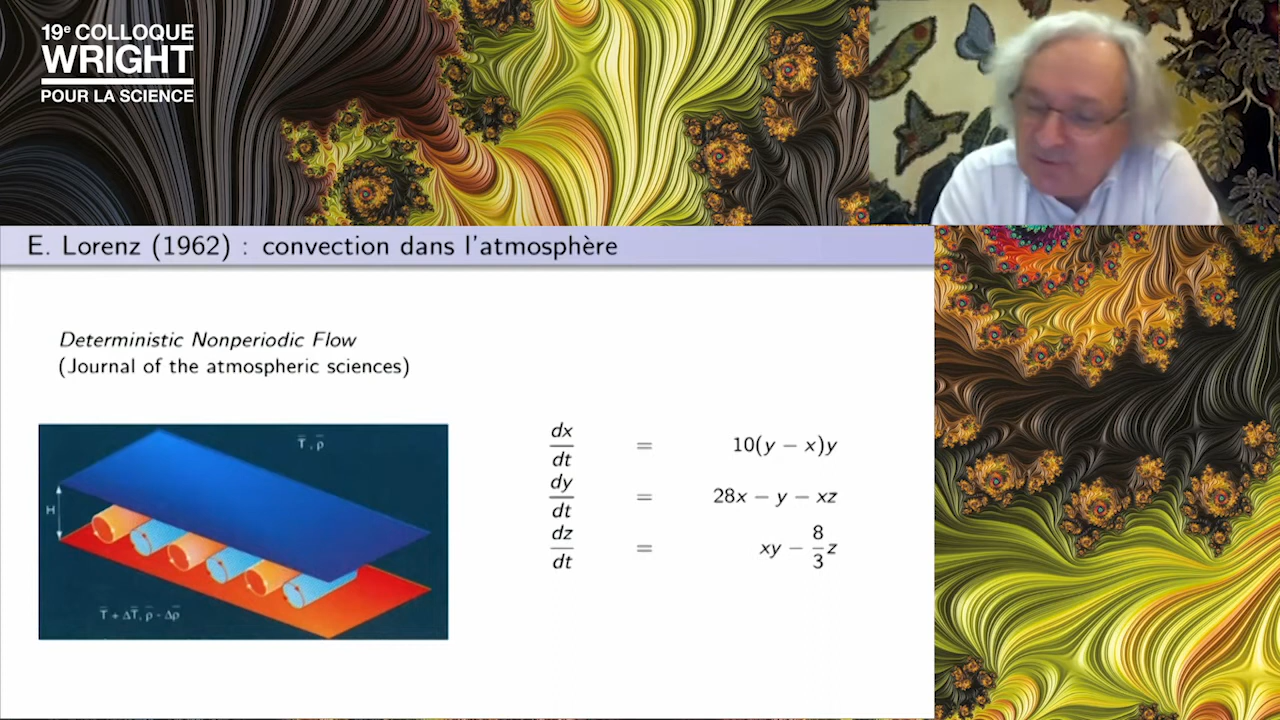 19e COLLOQUE
WRIGHT
POUR LA SCIENCE
E. Lorenz (1962) : convection dans l'atmosphère
Deterministic Nonperiodic Flow
(Journal of the atmospheric sciences)
T̄ , ρ̄
H
T̄ + ΔT̄, ρ̄ - Δρ̄
dx/dt = 10(y − x)y
dy/dt = 28x − y − xz
dz/dt = xy − 8/3 z